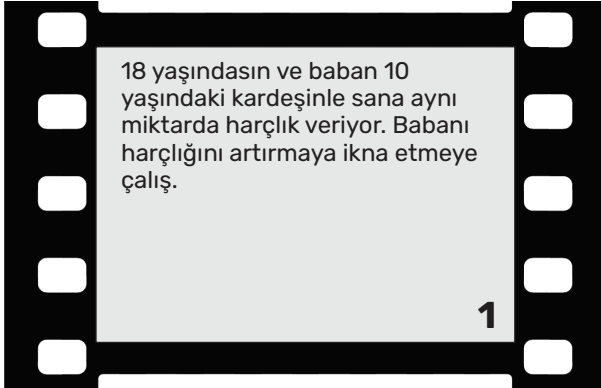 18 yaşındasın ve baban 10
yaşındaki kardeşinle sana aynı
miktarda harçlık veriyor. Babanı
harçlığını artırmaya ikna etmeye
çalış.
1